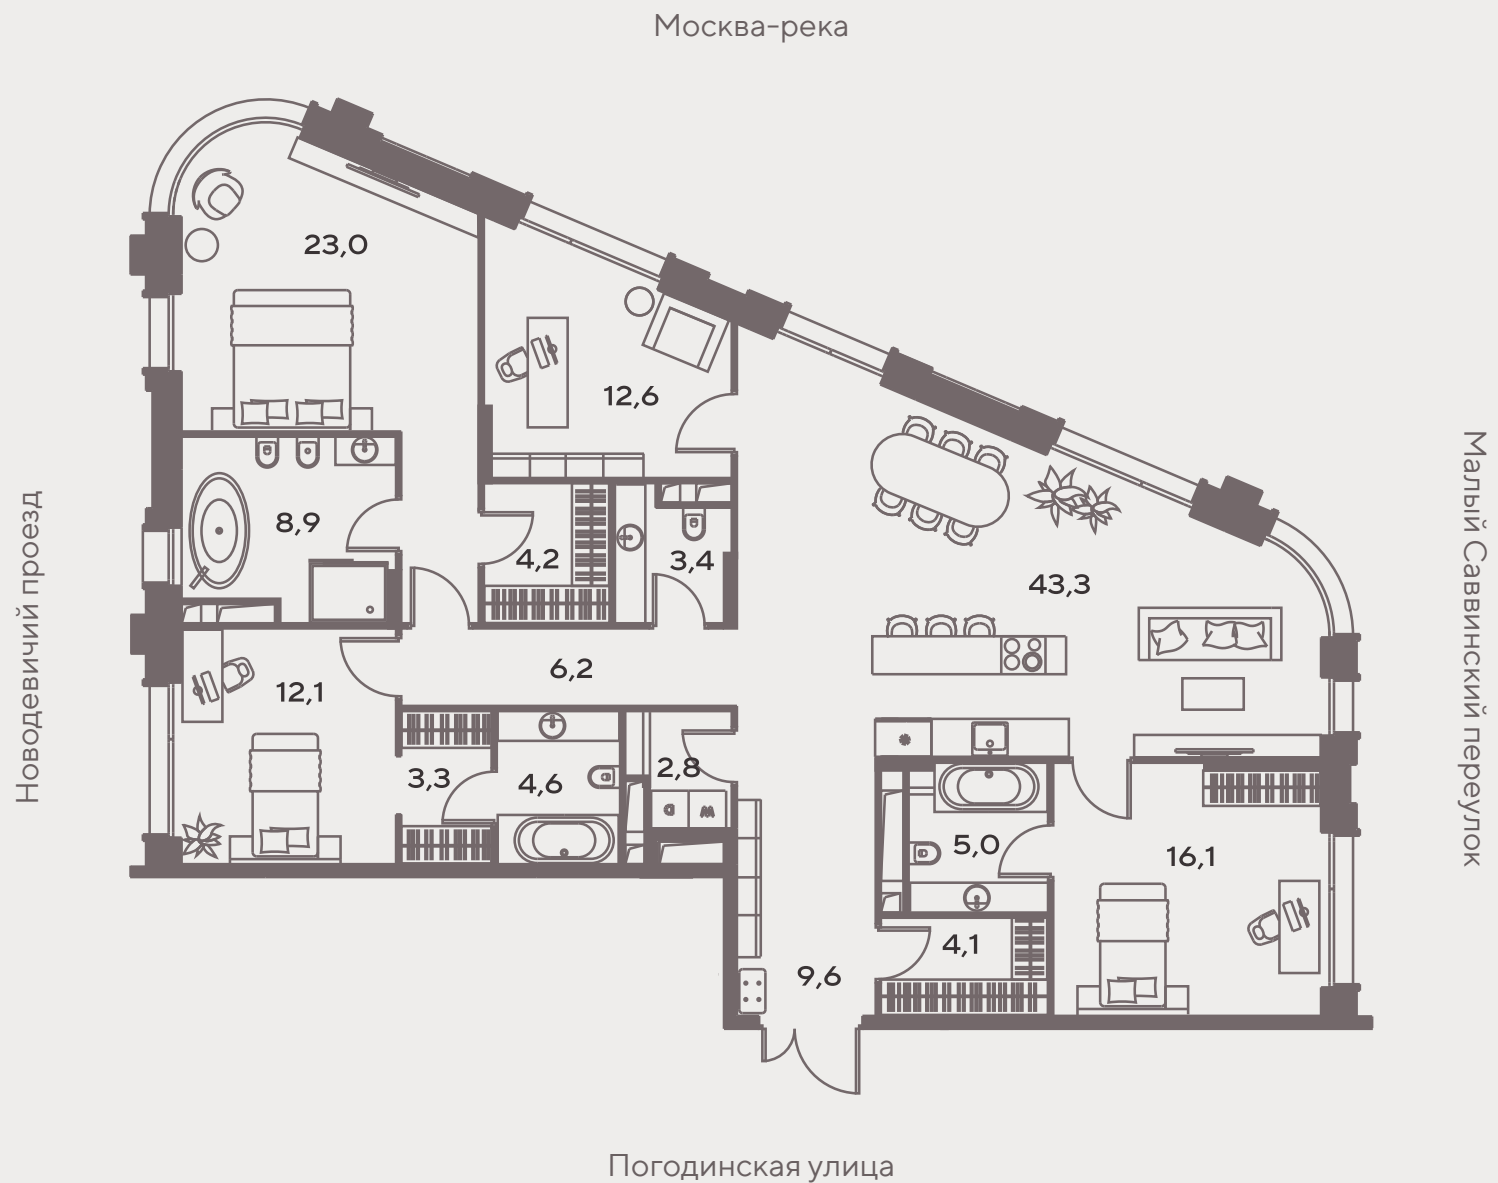 Москва-река
23,0
12,6
8,9
4,2
3,4
43,3
6,2
12,1
3,3
4,6
2,8
D
W
5,0
16,1
4,1
9,6
Новодевичий проезд
Малый Саввинский переулок
Погодинская улица